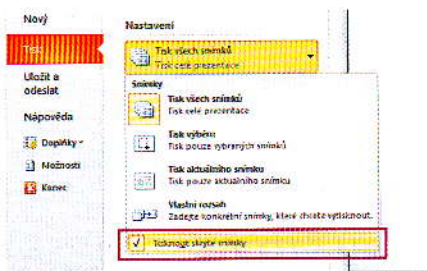 Nový
Tisk
Uložit a
odeslat
Nápověda
Doplňky
Možnosti
Konec
Nastavení
Tisk všech snímků
Tisk celé prezentace
Snímky
Tisk všech snímků
Tisk celé prezentace
Tisk výběru
Tisk pouze vybraných snímků
Tisk aktuálního snímku
Tisk pouze aktuálního snímku
Vlastní rozsah
Zadejte konkrétní snímky, které chcete vytisknout.
Tisknout skryté snímky